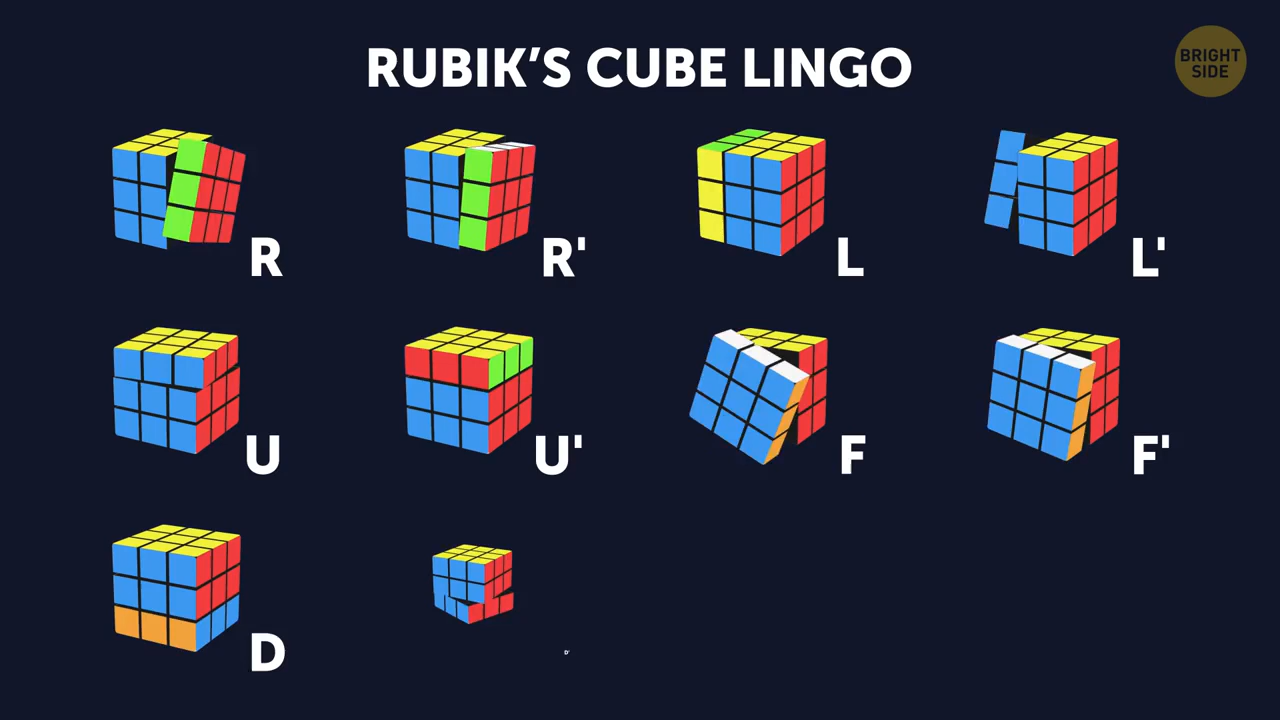 RUBIK’S CUBE LINGO
BRIGHT
SIDE
R
R'
L
L'
U
U'
F
F'
D
D'